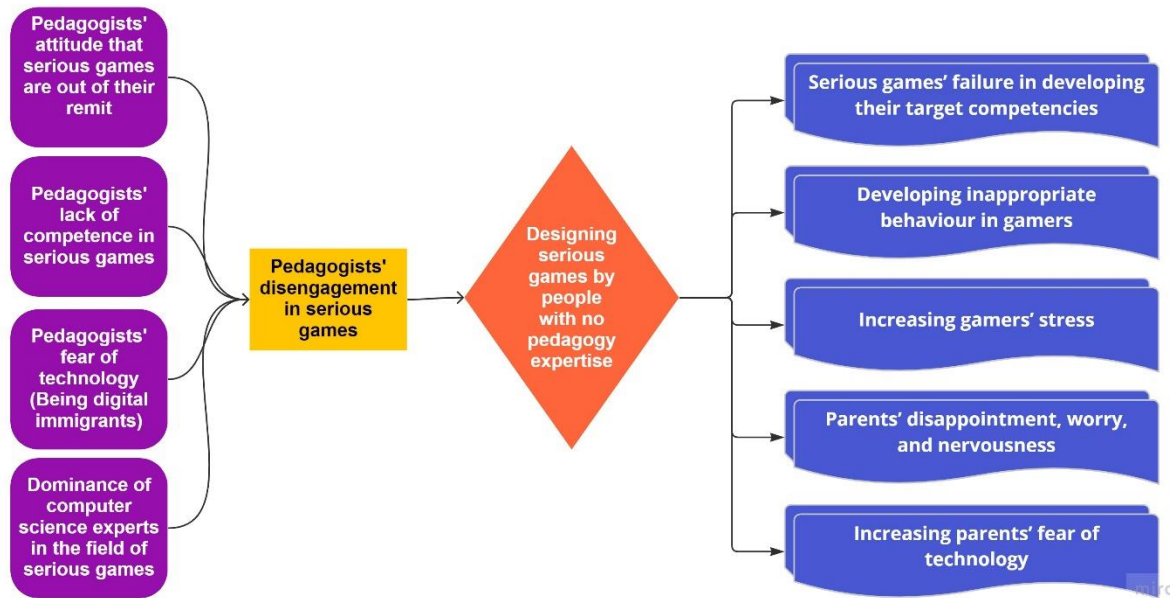 Pedagogists'
attitude that
serious games
are out of their
remit
Pedagogists'
lack of
competence in
serious games
Pedagogists'
fear of
technology
(Being digital
immigrants)
Dominance of
computer
science experts
in the field of
serious games
Pedagogists'
disengagement
in serious
games
Designing
serious
games by
people
with no
pedagogy
expertise
Serious games’ failure in developing
their target competencies
Developing inappropriate
behaviour in gamers
Increasing gamers’ stress
Parents’ disappointment, worry,
and nervousness
Increasing parents’ fear of
technology